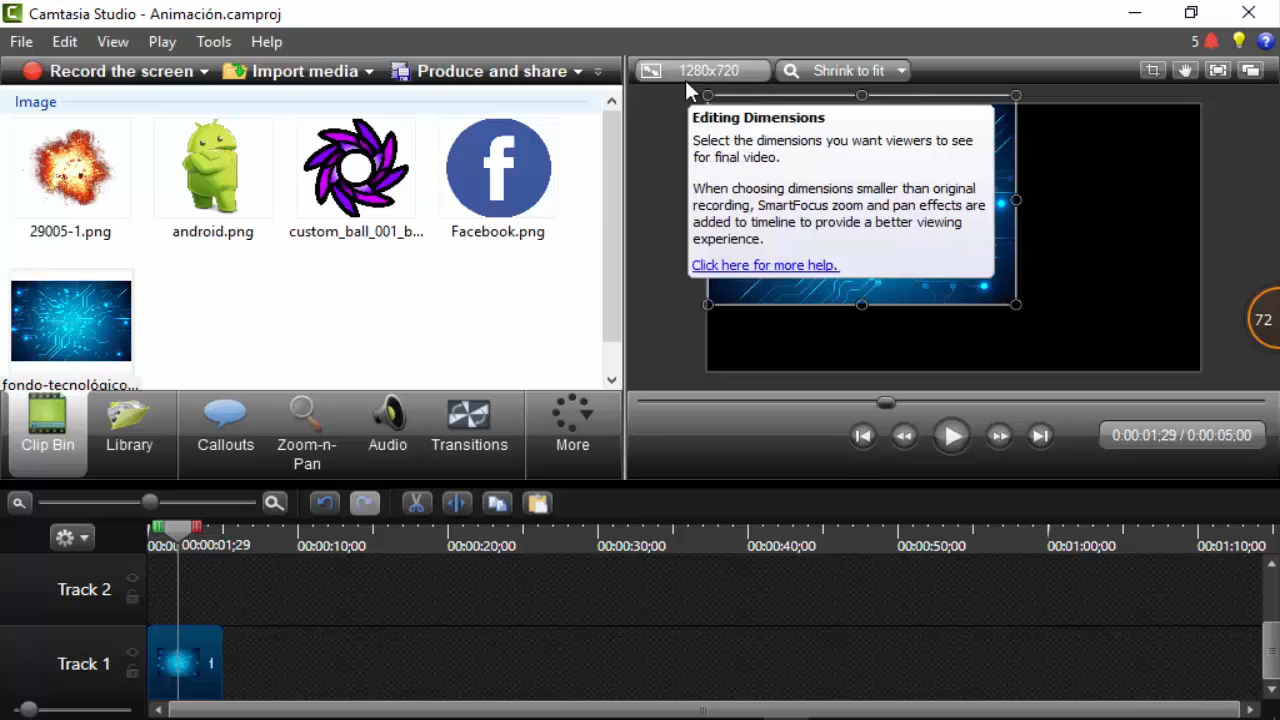 Camtasia Studio - Animación.camproj
File Edit View Play Tools Help
5
Record the screen Import media Produce and share
1280x720 Shrink to fit
Image
29005-1.png android.png custom_ball_001_b... Facebook.png
fondo-tecnológico...
Editing Dimensions
Select the dimensions you want viewers to see
for final video.
When choosing dimensions smaller than original
recording, SmartFocus zoom and pan effects are
added to timeline to provide a better viewing
experience.
Click here for more help.
72
Clip Bin Library Callouts Zoom-n-
Pan Audio Transitions More
0:00:01;29 / 0:00:05;00
00:00:01;29 00:00:10;00 00:00:20;00 00:00:30;00 00:00:40;00 00:00:50;00 00:01:00;00 00:01:10;00
Track 2
Track 1